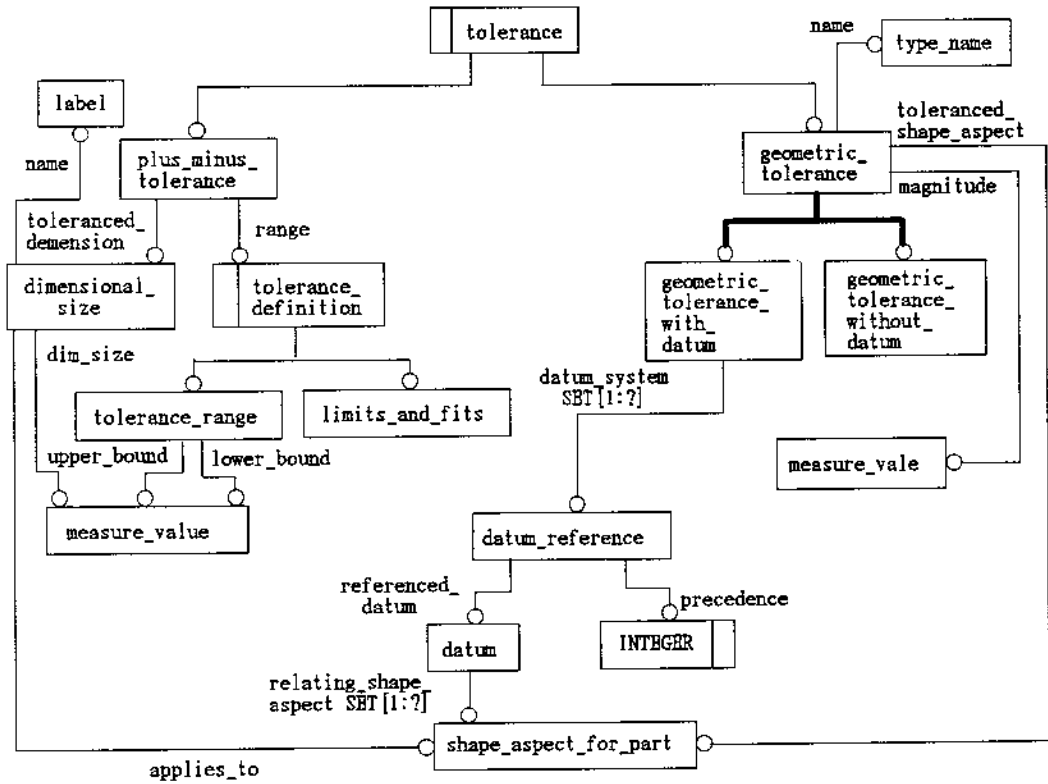 tolerance
name
type_name
label
toleranced_
shape_aspect
name
plus_minus_
tolerance
geometric_
tolerance
magnitude
toleranced_
demension
range
dimensional_
size
tolerance_
definition
geometric_
tolerance_
with_
datum
geometric_
tolerance_
without_
datum
dim_size
datum_system
SET[1:?]
tolerance_range
limits_and_fits
upper_bound
lower_bound
measure_vale
measure_value
datum_reference
referenced_
datum
precedence
datum
INTEGER
relating_shape_
aspect SET[1:?]
shape_aspect_for_part
applies_to